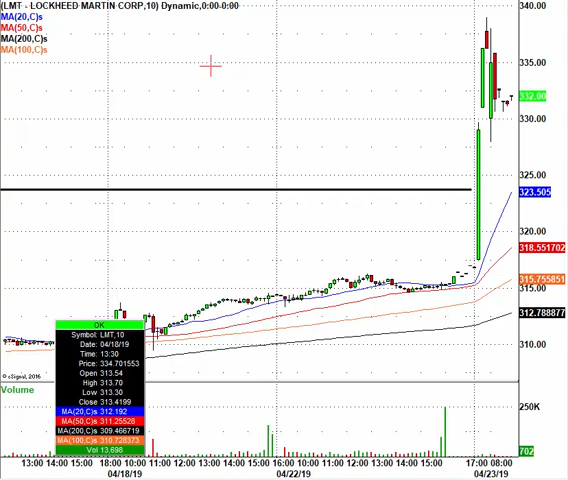 (LMT - LOCKHEED MARTIN CORP,10) Dynamic,0:00-0:00
MA(20,C)s
MA(50,C)s
MA(200,C)s
MA(100,C)s
340.00
335.00
332.00
330.00
325.00
323.505
320.00
318.551702
315.755851
315.00
312.788877
310.00
OK
Symbol: LMT,10
Date: 04/18/19
Time: 13:30
Price: 334.701553
Open 313.54
High 313.70
Low 313.30
Close 313.4199
MA(20,C)s 312.192
MA(50,C)s 311.25528
MA(200,C)s 309.466719
MA(100,C)s 310.728373
Vol 13,698
© eSignal, 2016
Volume
250K
702
13:00 14:00 15:00 18:00 10:00 11:00 12:00 13:00 14:00 15:00 16:00 10:00 11:00 12:00 13:00 14:00 15:00 17:00 08:00
04/18/19 04/22/19 04/23/19